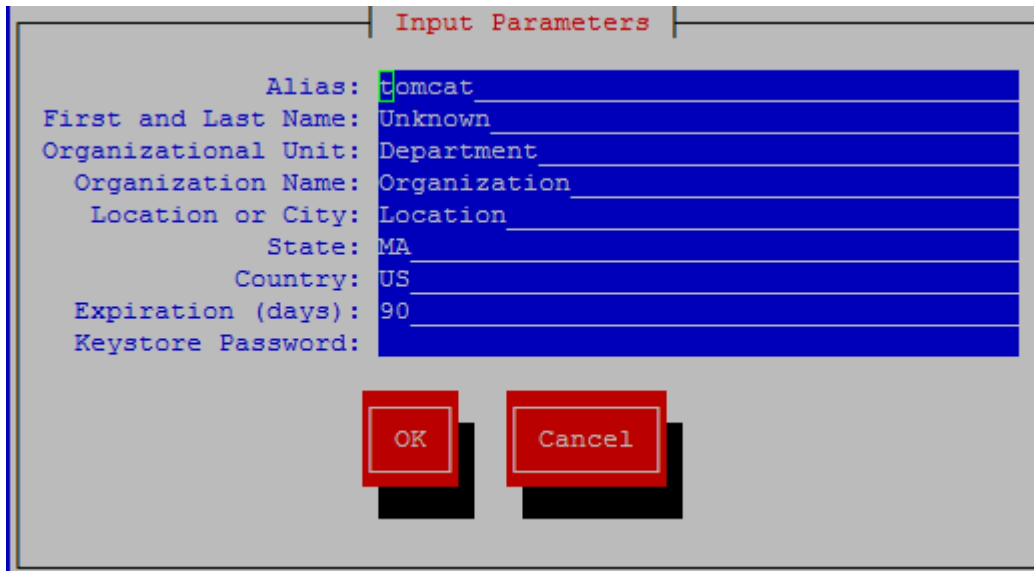 Input Parameters
Alias: tomcat
First and Last Name: Unknown
Organizational Unit: Department
Organization Name: Organization
Location or City: Location
State: MA
Country: US
Expiration (days): 90
Keystore Password:
OK Cancel